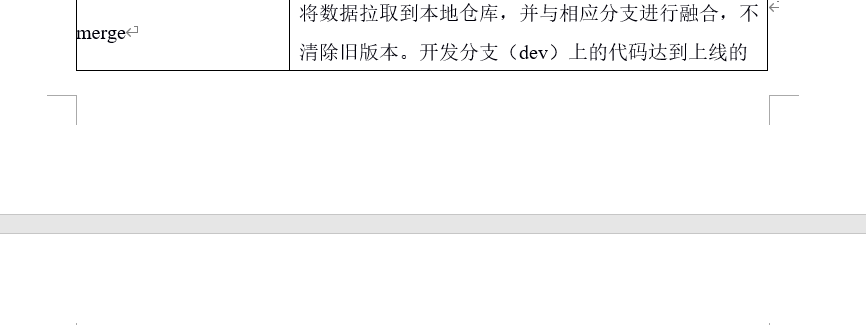 将数据拉取到本地仓库，并与相应分支进行融合，不
merge
清除旧版本。开发分支（dev）上的代码达到上线的